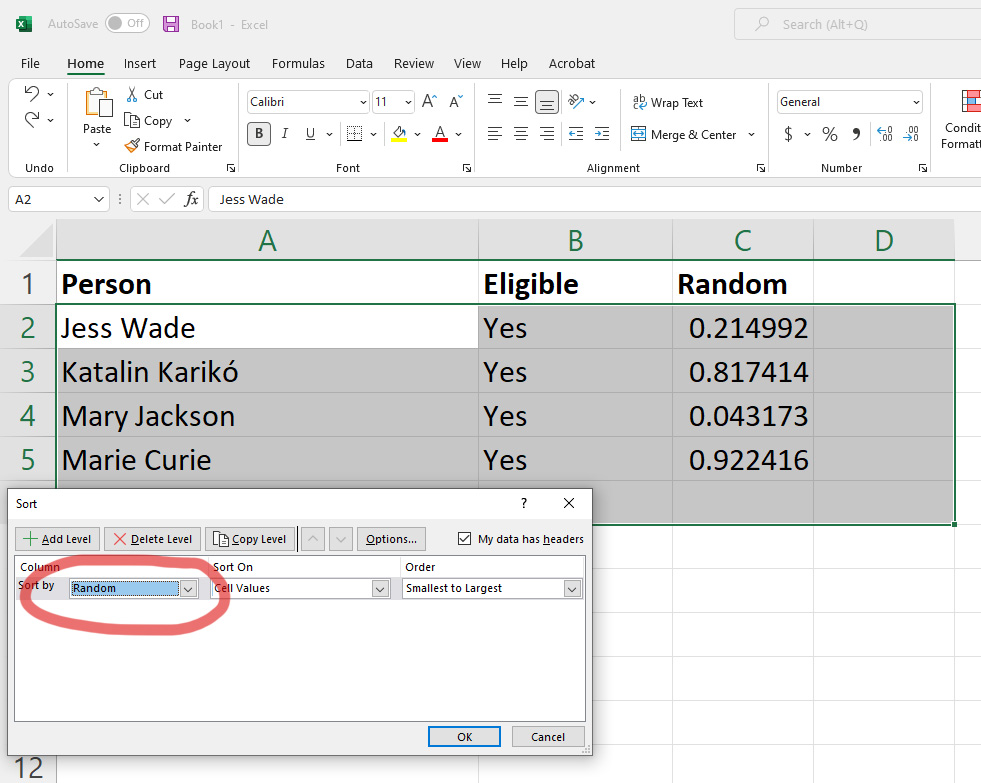 AutoSave Off Book1 - Excel Search (Alt+Q)
File Home Insert Page Layout Formulas Data Review View Help Acrobat
Undo
Paste
Cut
Copy
Format Painter
Clipboard
Calibri 11
B I U A
Font
Wrap Text
Merge & Center
Alignment
General
$ % ,
Number
Condit
Formatt
A2 fx Jess Wade
A B C D
1 Person Eligible Random
2 Jess Wade Yes 0.214992
3 Katalin Karikó Yes 0.817414
4 Mary Jackson Yes 0.043173
5 Marie Curie Yes 0.922416
Sort ?
Add Level Delete Level Copy Level Options... My data has headers
Column Sort On Order
Sort by Random Cell Values Smallest to Largest
OK Cancel
12